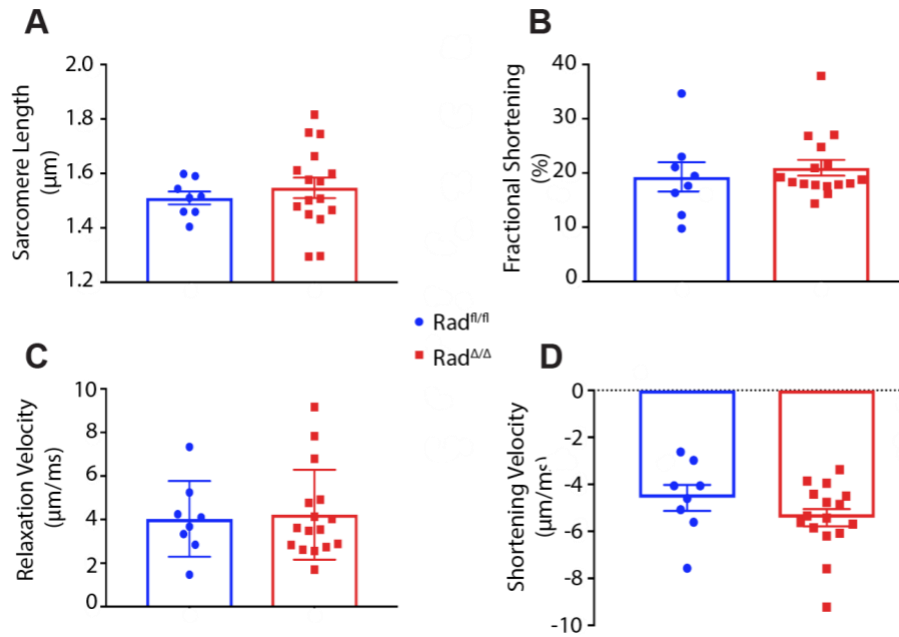 A
Sarcomere Length
(µm)
2.0
1.8
1.6
1.4
1.2
B
Fractional Shortening
(%)
40
30
20
10
0
Rad^fl/fl
Rad^Δ/Δ
C
Relaxation Velocity
(µm/ms)
10
8
6
4
2
0
D
Shortening Velocity
(µm/ms)
0
-2
-4
-6
-8
-10